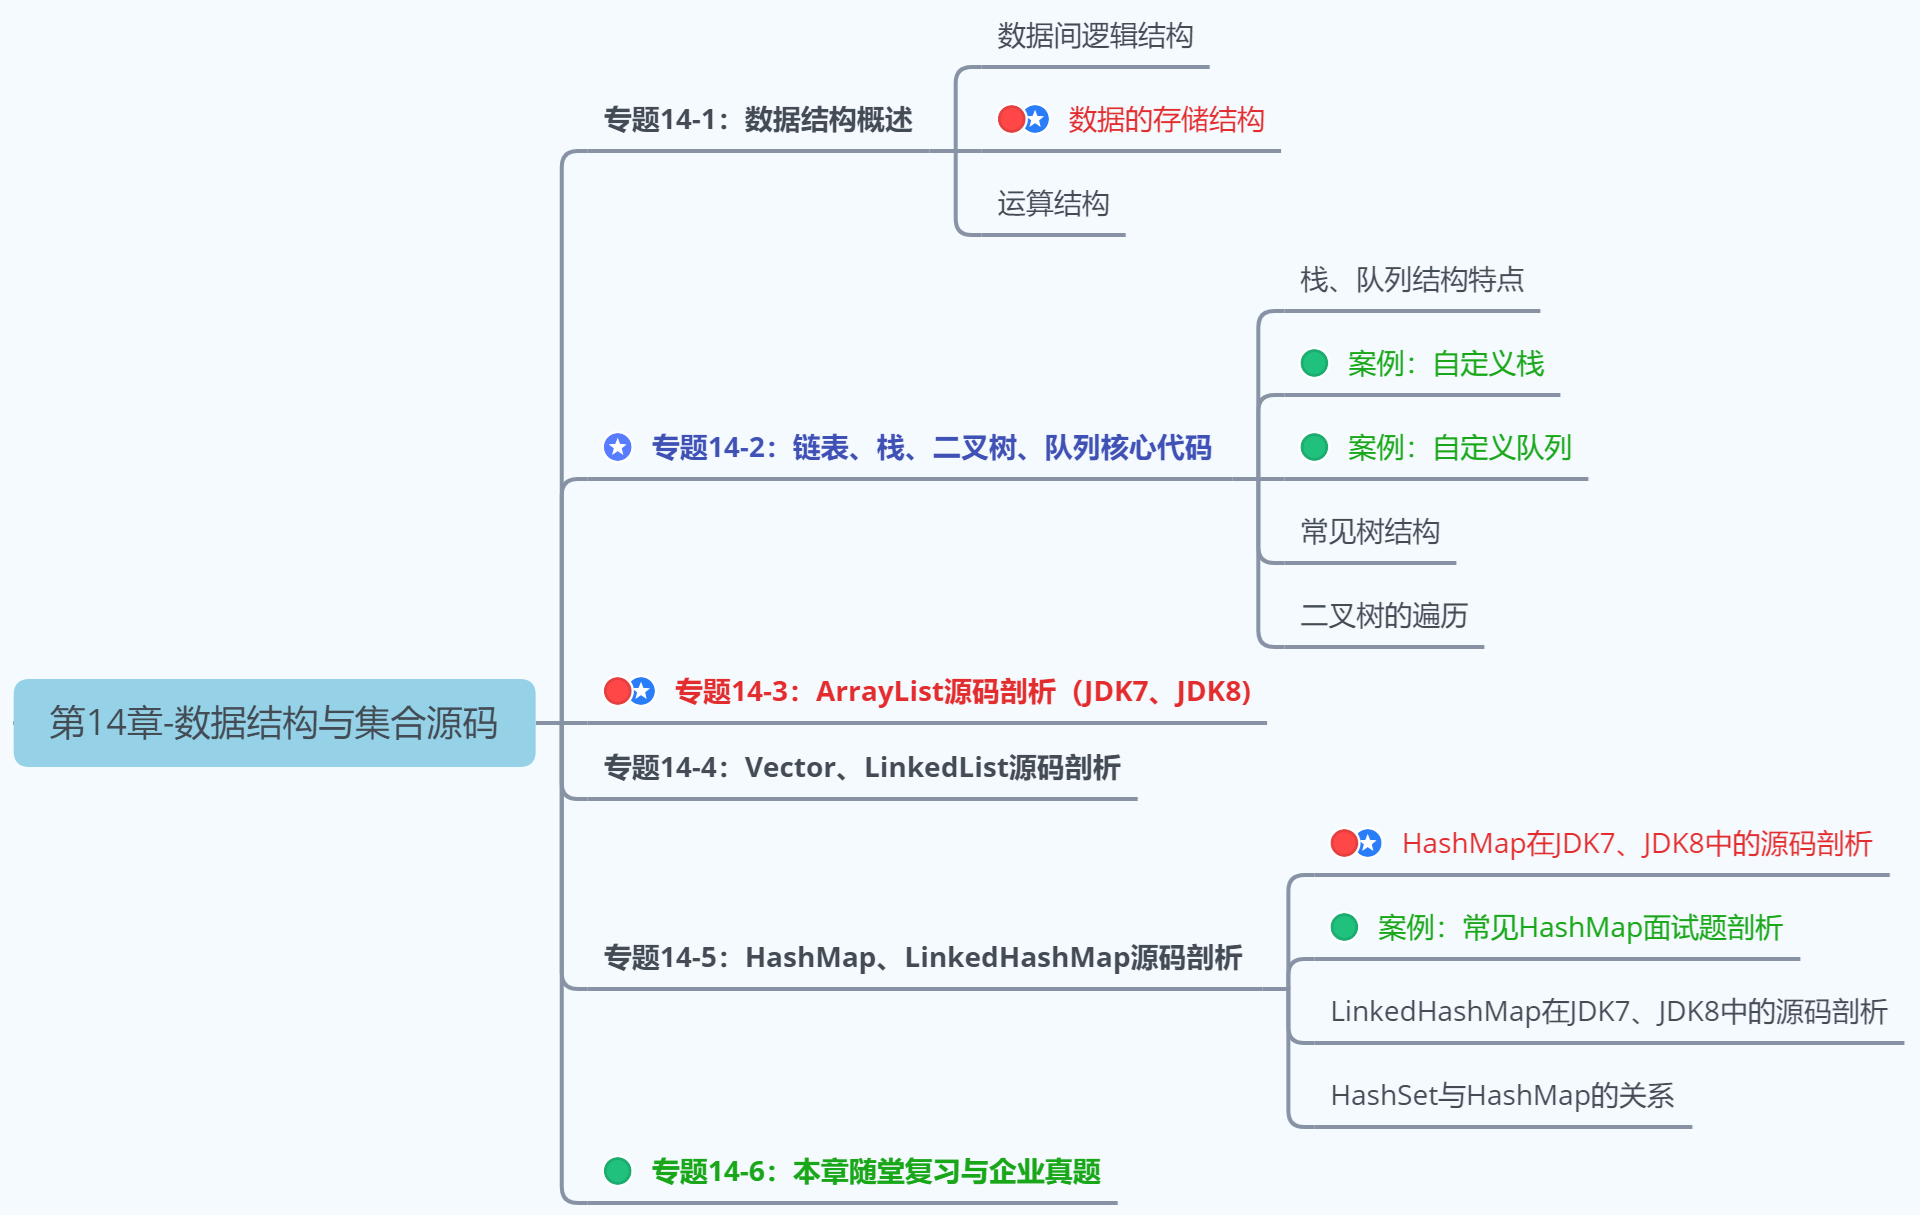 第14章-数据结构与集合源码
专题14-1：数据结构概述
数据间逻辑结构
数据的存储结构
运算结构
专题14-2：链表、栈、二叉树、队列核心代码
栈、队列结构特点
案例：自定义栈
案例：自定义队列
常见树结构
二叉树的遍历
专题14-3：ArrayList源码剖析（JDK7、JDK8）
专题14-4：Vector、LinkedList源码剖析
专题14-5：HashMap、LinkedHashMap源码剖析
HashMap在JDK7、JDK8中的源码剖析
案例：常见HashMap面试题剖析
LinkedHashMap在JDK7、JDK8中的源码剖析
HashSet与HashMap的关系
专题14-6：本章随堂复习与企业真题